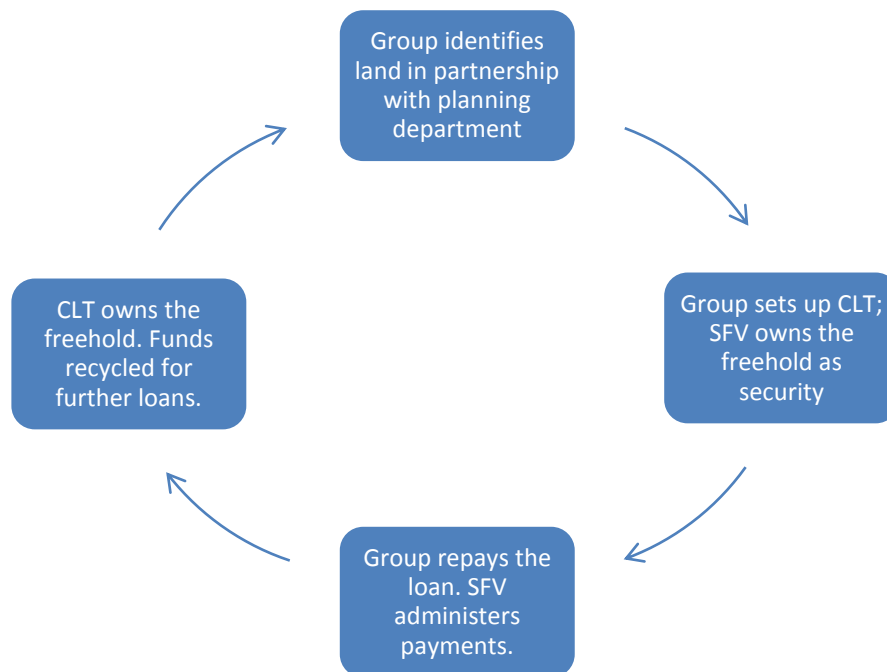 Group identifies
land in partnership
with planning
department
Group sets up CLT;
SFV owns the
freehold as
security
Group repays the
loan. SFV
administers
payments.
CLT owns the
freehold. Funds
recycled for
further loans.